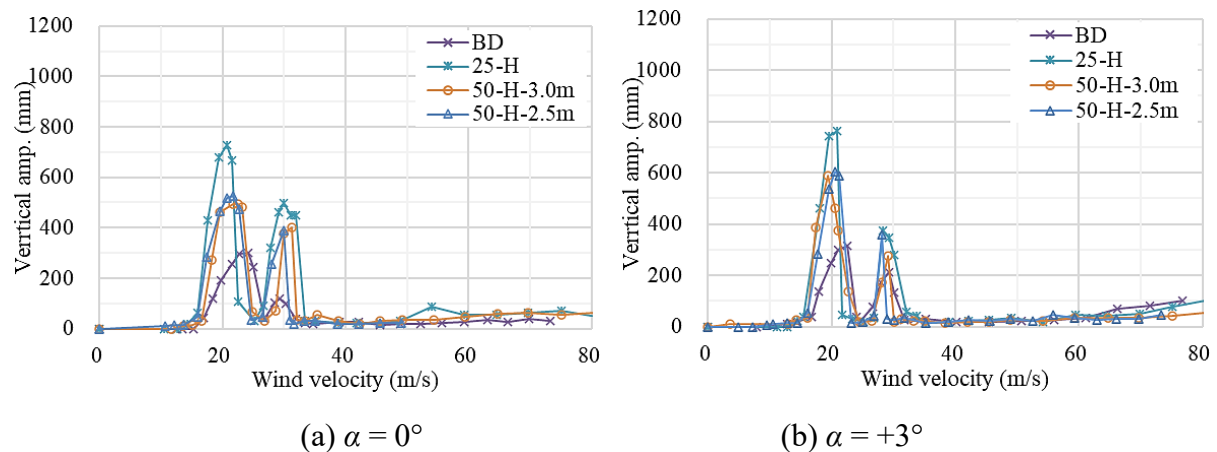 1200
1000
800
600
400
200
0
Verrtical amp. (mm)
BD
25-H
50-H-3.0m
50-H-2.5m
0 20 40 60 80
Wind velocity (m/s)
(a) α = 0°
1200
1000
800
600
400
200
0
Verrtical amp. (mm)
BD
25-H
50-H-3.0m
50-H-2.5m
0 20 40 60 80
Wind velocity (m/s)
(b) α = +3°